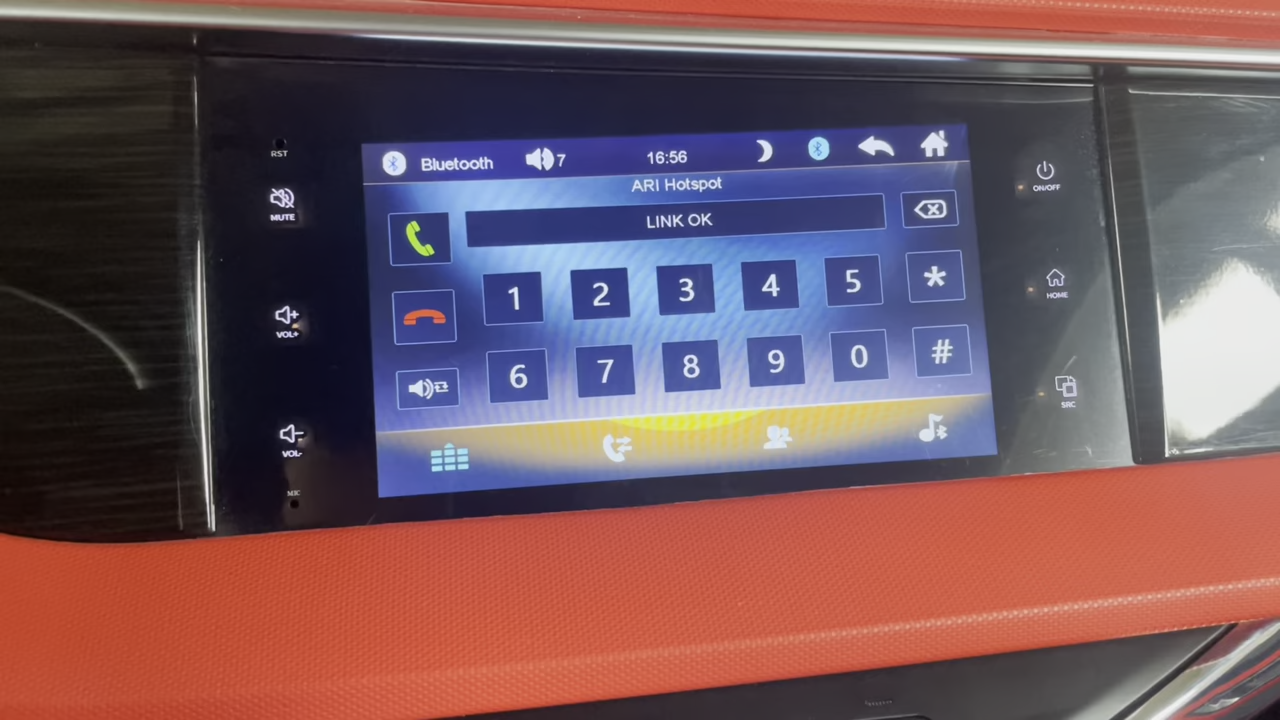 RST
MUTE
VOL+
VOL-
MIC
Bluetooth 7 16:56
ARI Hotspot
LINK OK
1 2 3 4 5 *
6 7 8 9 0 #
ON/OFF
HOME
SRC